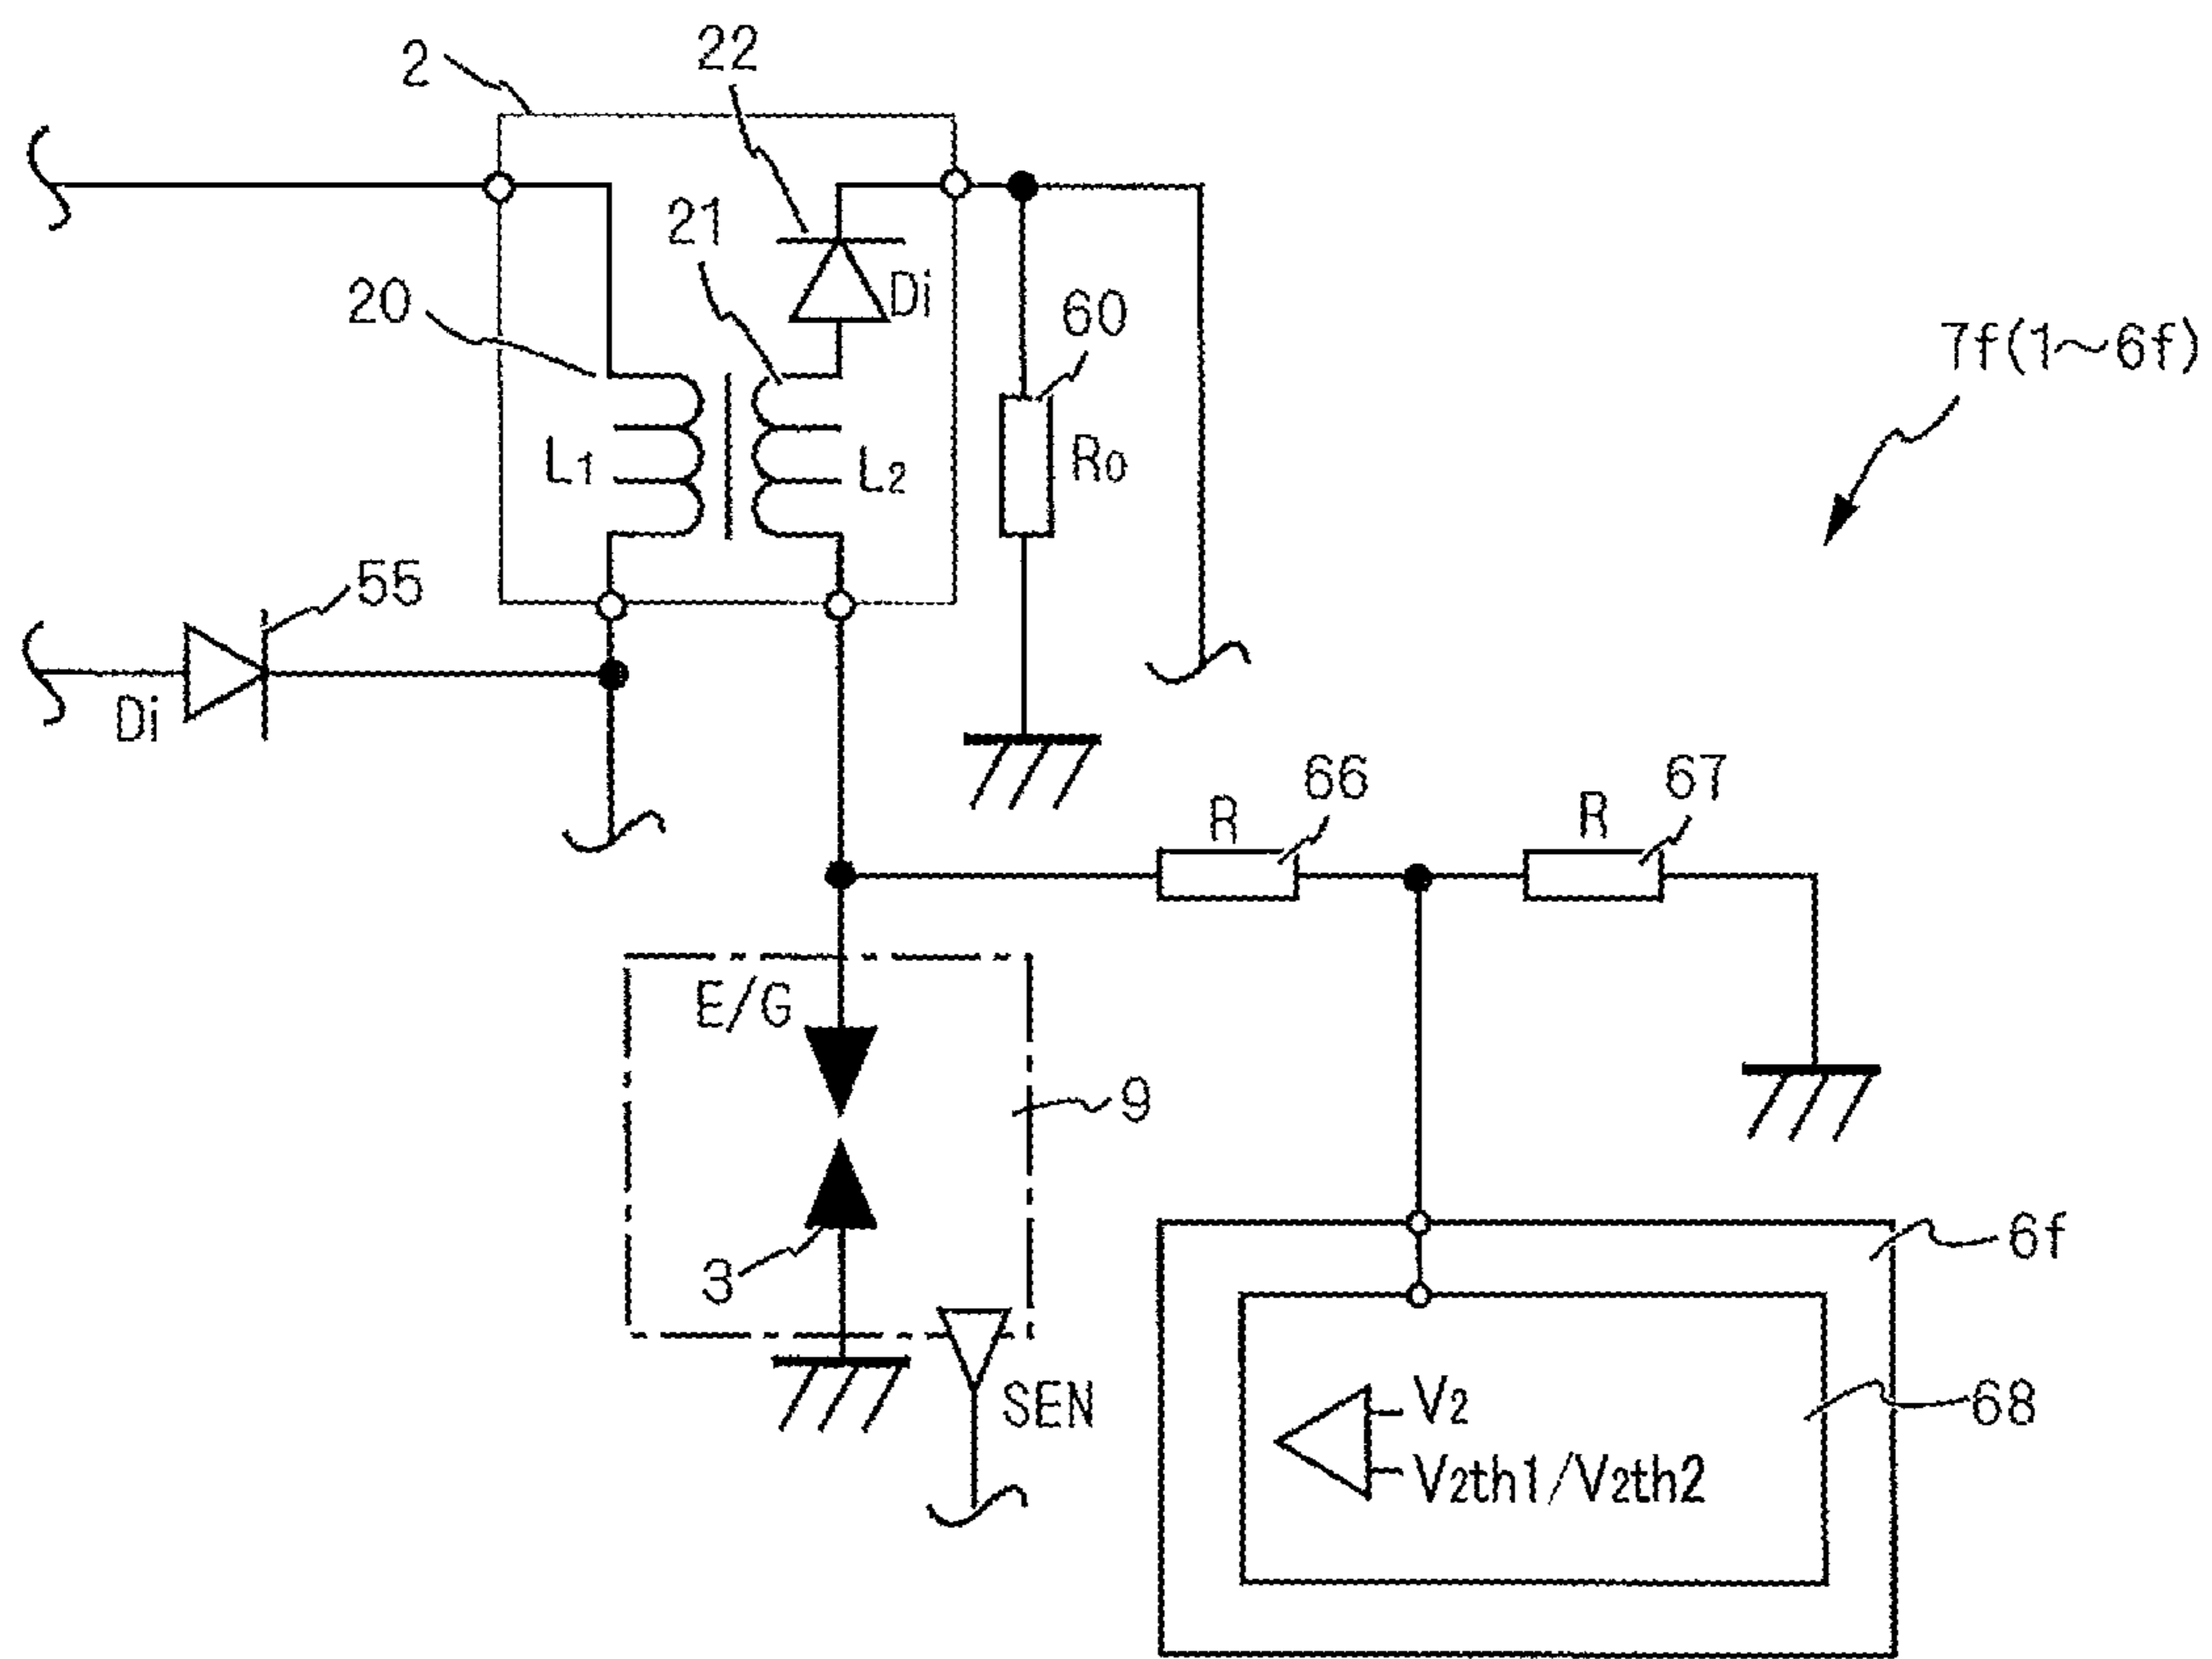 2
22
21
20
Di
60
7f(1～6f)
L1
L2
R0
55
Di
66
67
R
R
E/G
9
3
6f
SEN
V2
68
V2th1/V2th2